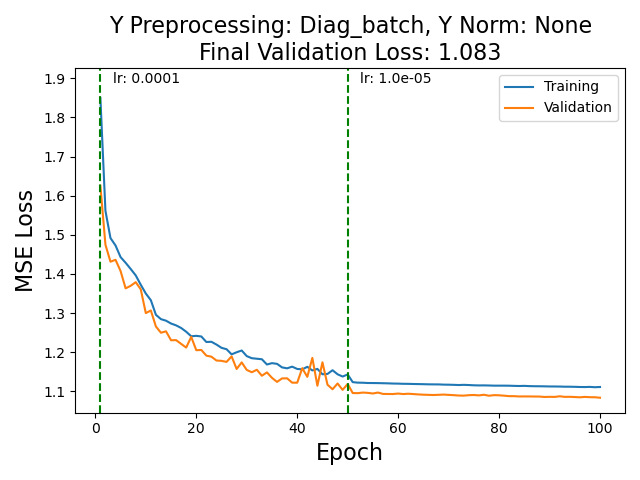 Y Preprocessing: Diag_batch, Y Norm: None
Final Validation Loss: 1.083
lr: 0.0001
lr: 1.0e-05
Training
Validation
MSE Loss
1.9
1.8
1.7
1.6
1.5
1.4
1.3
1.2
1.1
0
20
40
60
80
100
Epoch